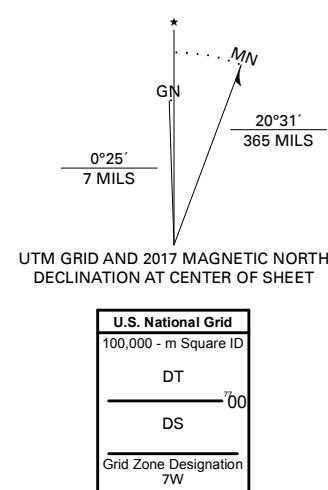 MN
GN
20°31´
365 MILS
0°25´
7 MILS
UTM GRID AND 2017 MAGNETIC NORTH
DECLINATION AT CENTER OF SHEET
U.S. National Grid
100,000 - m Square ID
DT
7700
DS
Grid Zone Designation
7W